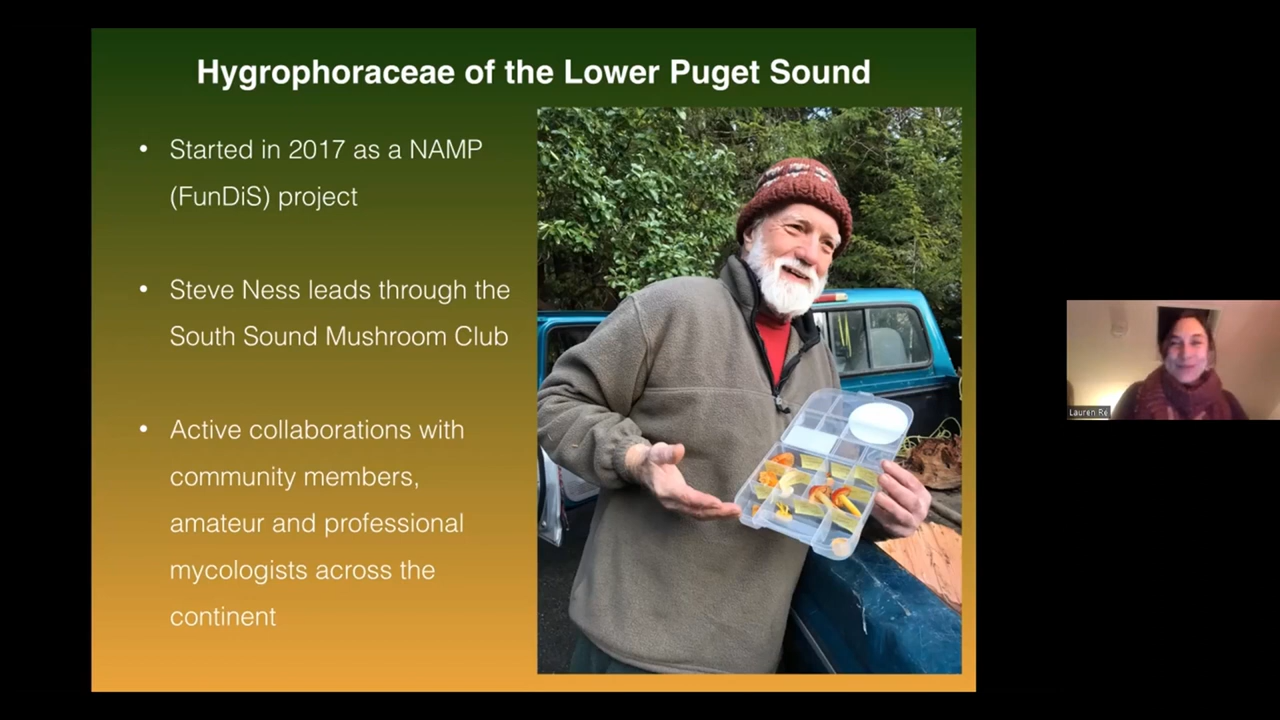 Hygrophoraceae of the Lower Puget Sound
• Started in 2017 as a NAMP
(FunDiS) project
• Steve Ness leads through the
South Sound Mushroom Club
• Active collaborations with
community members,
amateur and professional
mycologists across the
continent
Lauren Re